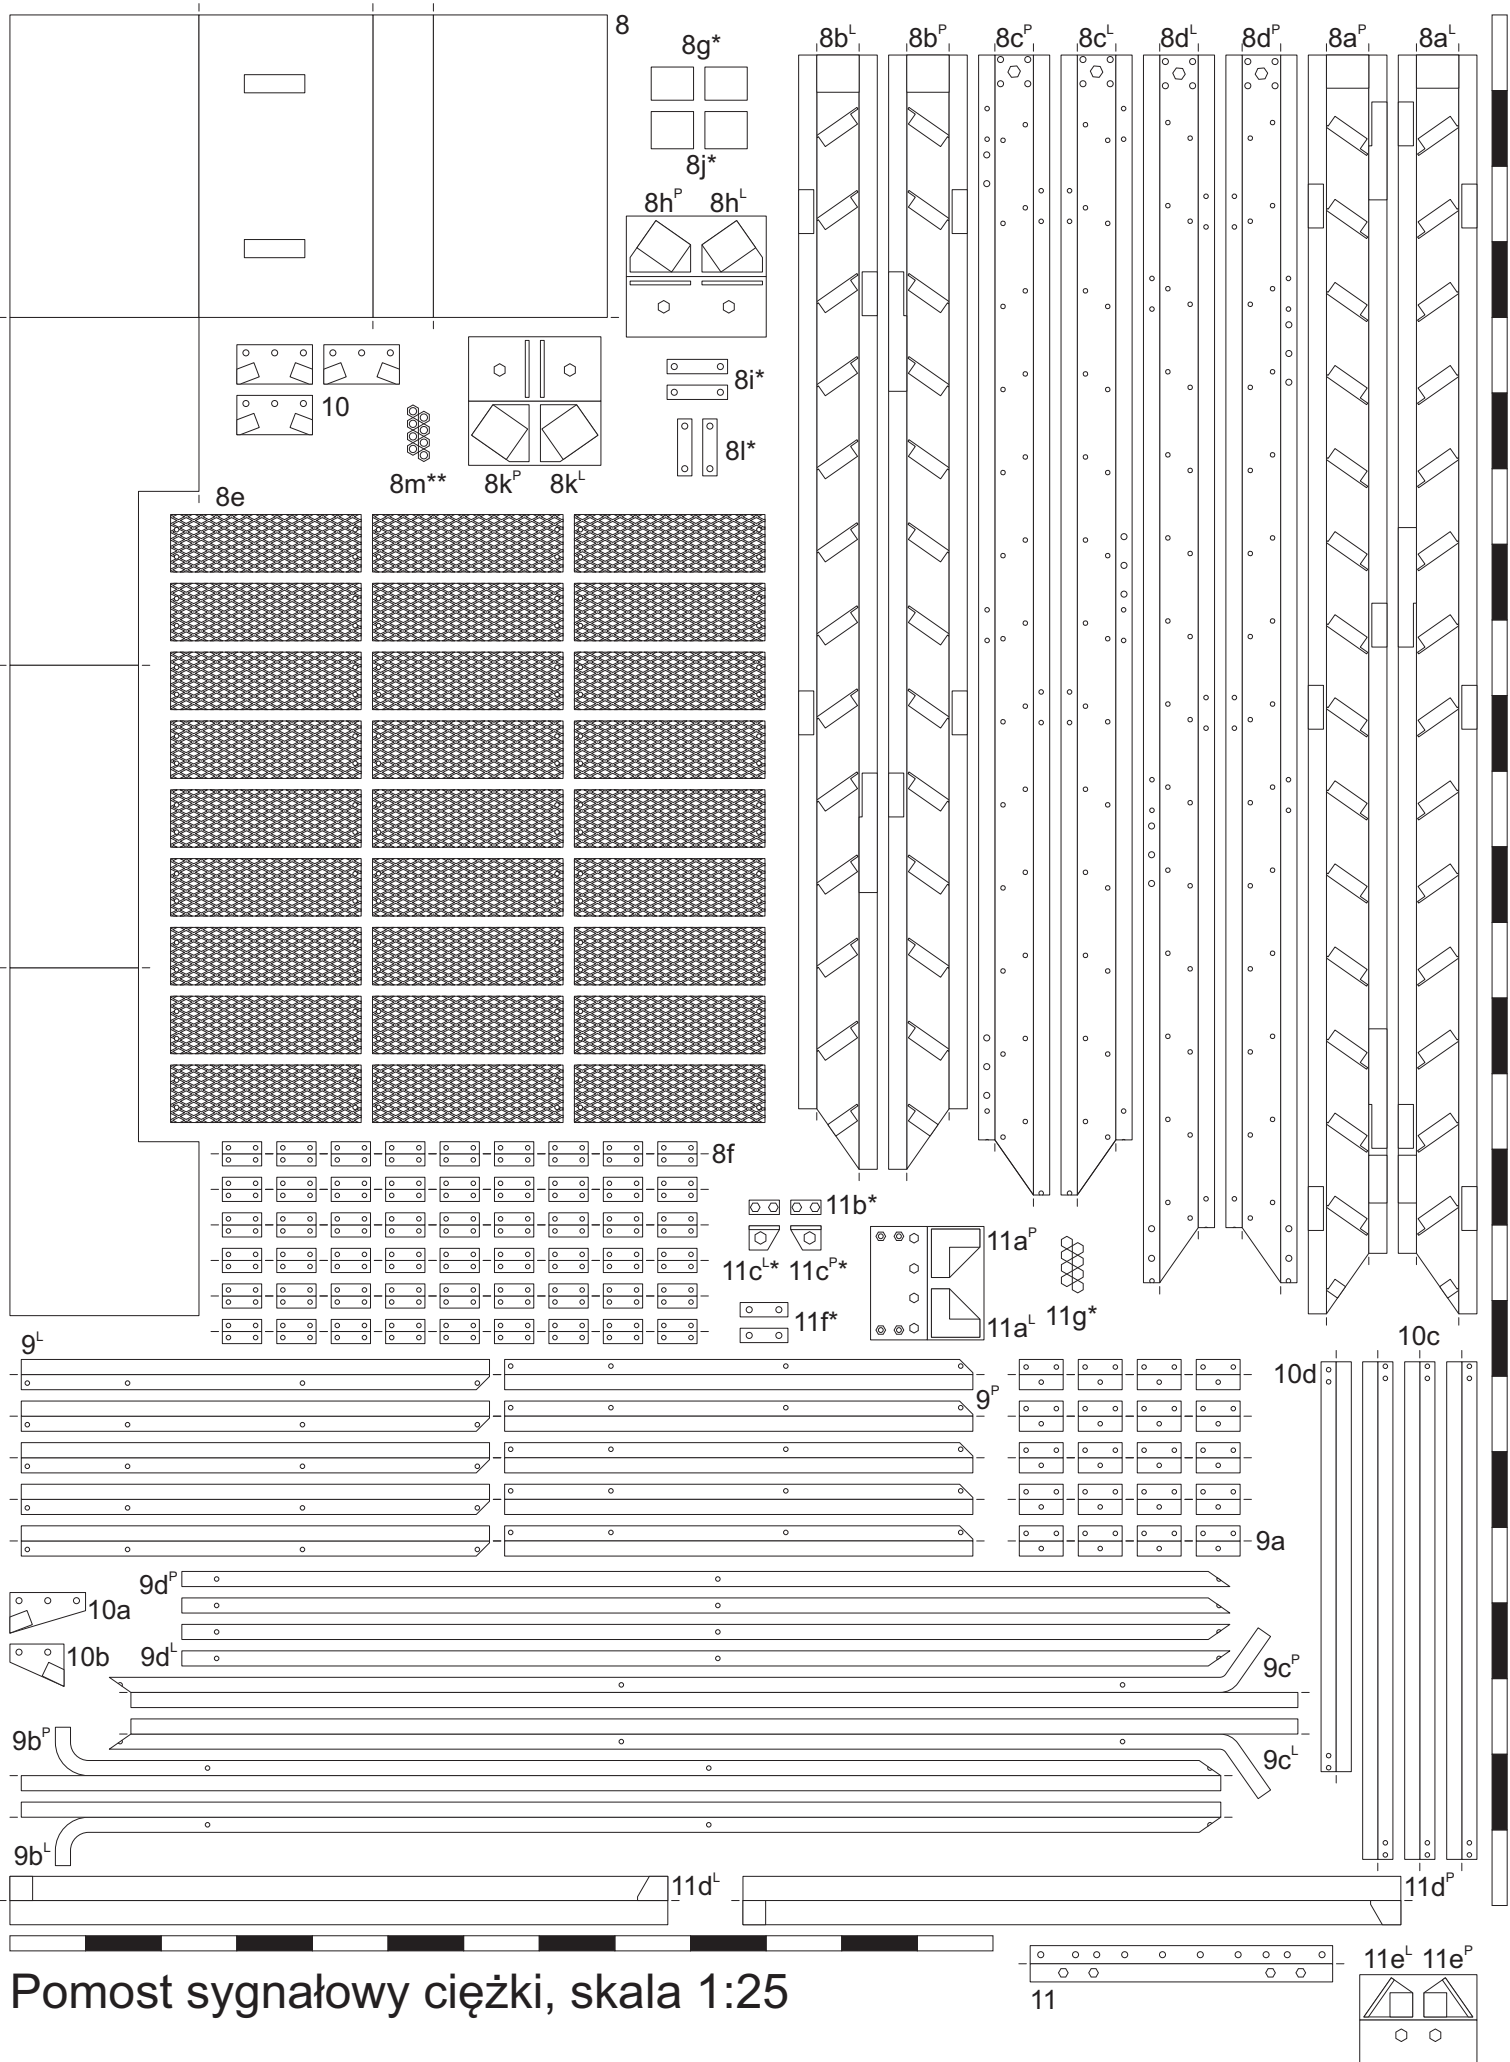 8
8g*
8j*
8h^P 8h^L
8i*
8l*
8b^L 8b^P 8c^P 8c^L 8d^L 8d^P 8a^P 8a^L
10
8m** 8k^P 8k^L
8e
8f
11b*
11c^L* 11c^P*
11f*
11a^P
11a^L
11g*
9^L
9^P
9a
10c
10d
9d^P
10a
10b
9d^L
9c^P
9b^P
9c^L
9b^L
11d^L
11d^P
11
11e^L 11e^P
Pomost sygnałowy ciężki, skala 1:25